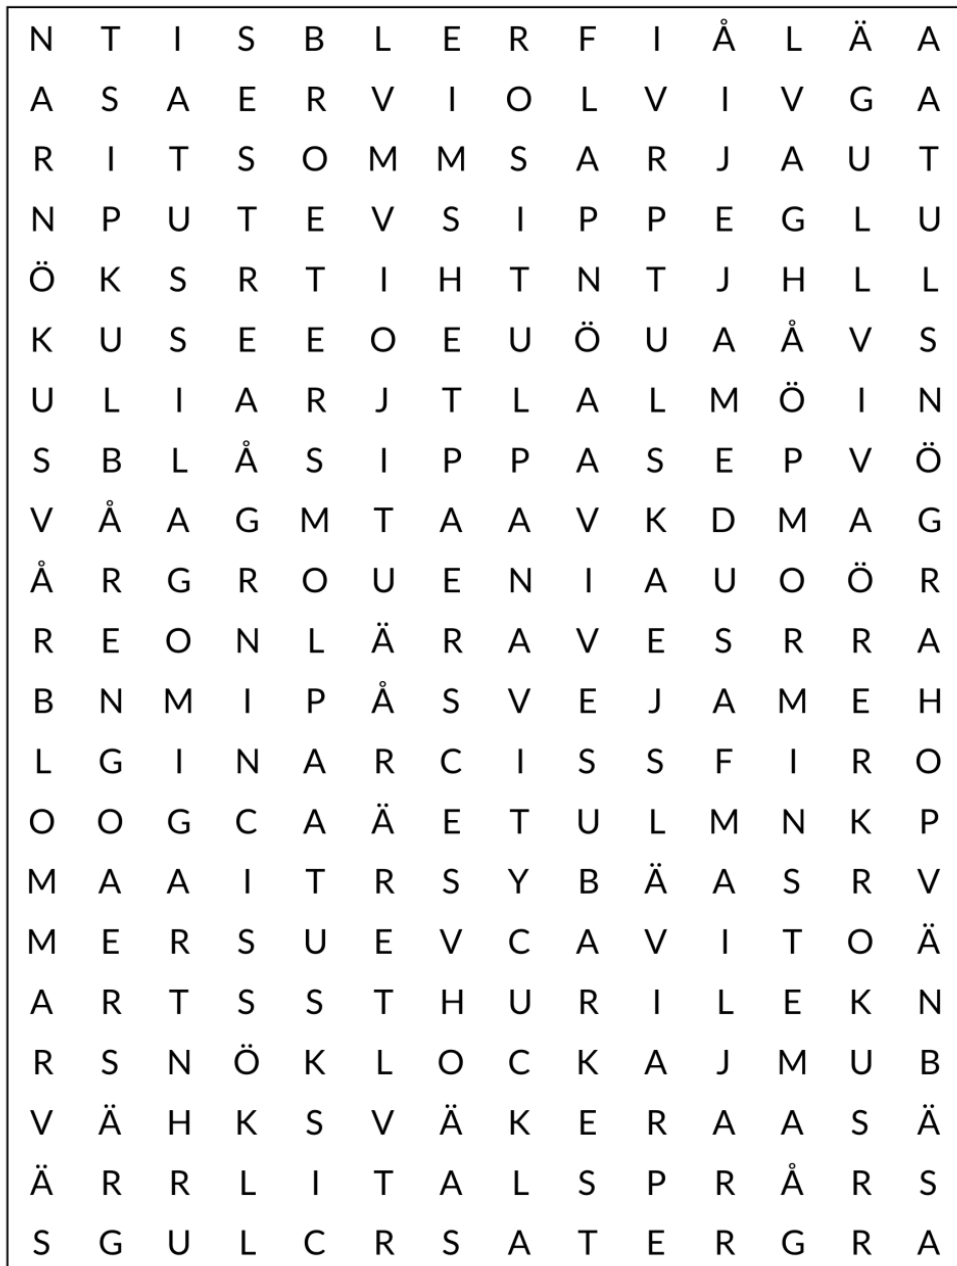 N T I S B L E R F I Å L Ä A
A S A E R V I O L V I V G A
R I T S O M M S A R J A U T
N P U T E V S I P P E G L U
Ö K S R T I H T N T J H L L
K U S E E O E U Ö U A Å V S
U L I A R J T L A L M Ö I N
S B L Å S I P P A S E P V Ö
V Å A G M T A A V K D M A G
Å R G R O U E N I A U O Ö R
R E O N L Ä R A V E S R R A
B N M I P Å S V E J A M E H
L G I N A R C I S S F I R O
O O G C A Ä E T U L M N K P
M A A I T R S Y B Ä A S R V
M E R S U E V C A V I T O Ä
A R T S S T H U R I L E K N
R S N Ö K L O C K A J M U B
V Ä H K S V Ä K E R A A S Ä
Ä R R L I T A L S P R Å R S
S G U L C R S A T E R G R A